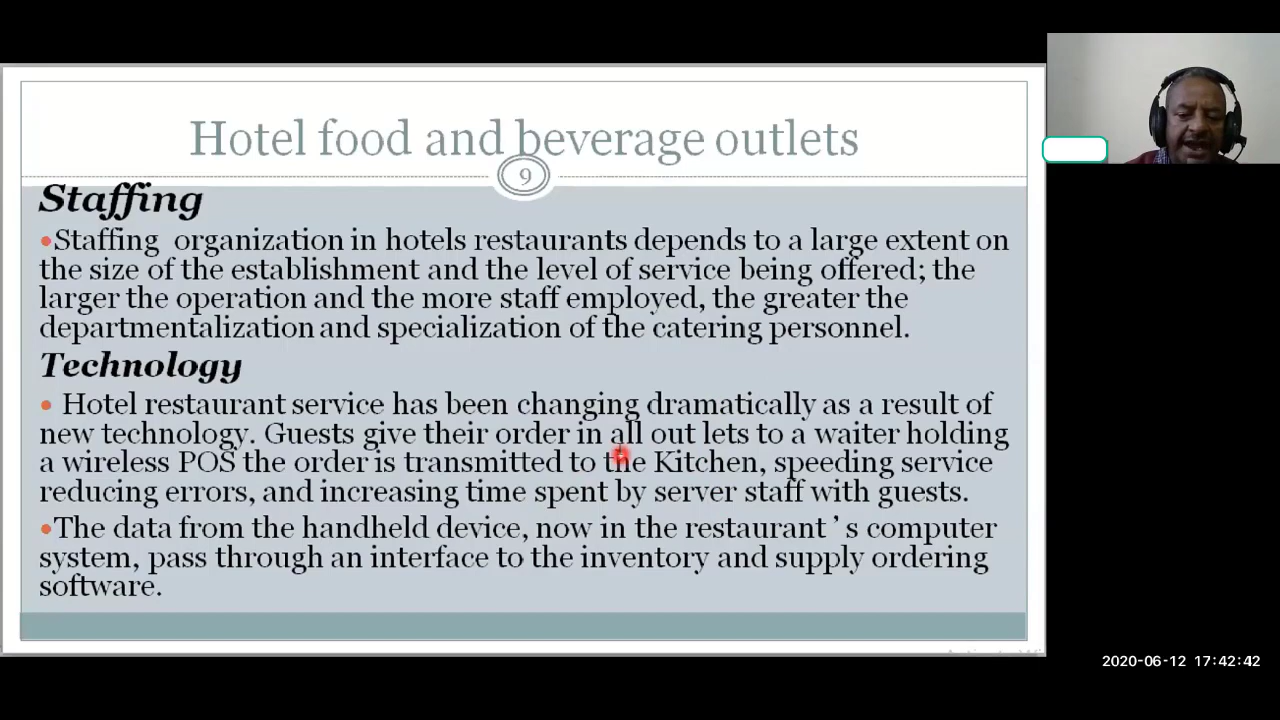 Hotel food and beverage outlets
9
Staffing
•Staffing organization in hotels restaurants depends to a large extent on
the size of the establishment and the level of service being offered; the
larger the operation and the more staff employed, the greater the
departmentalization and specialization of the catering personnel.
Technology
• Hotel restaurant service has been changing dramatically as a result of
new technology. Guests give their order in all out lets to a waiter holding
a wireless POS the order is transmitted to the Kitchen, speeding service
reducing errors, and increasing time spent by server staff with guests.
•The data from the handheld device, now in the restaurant ’s computer
system, pass through an interface to the inventory and supply ordering
software.
2020-06-12 17:42:42